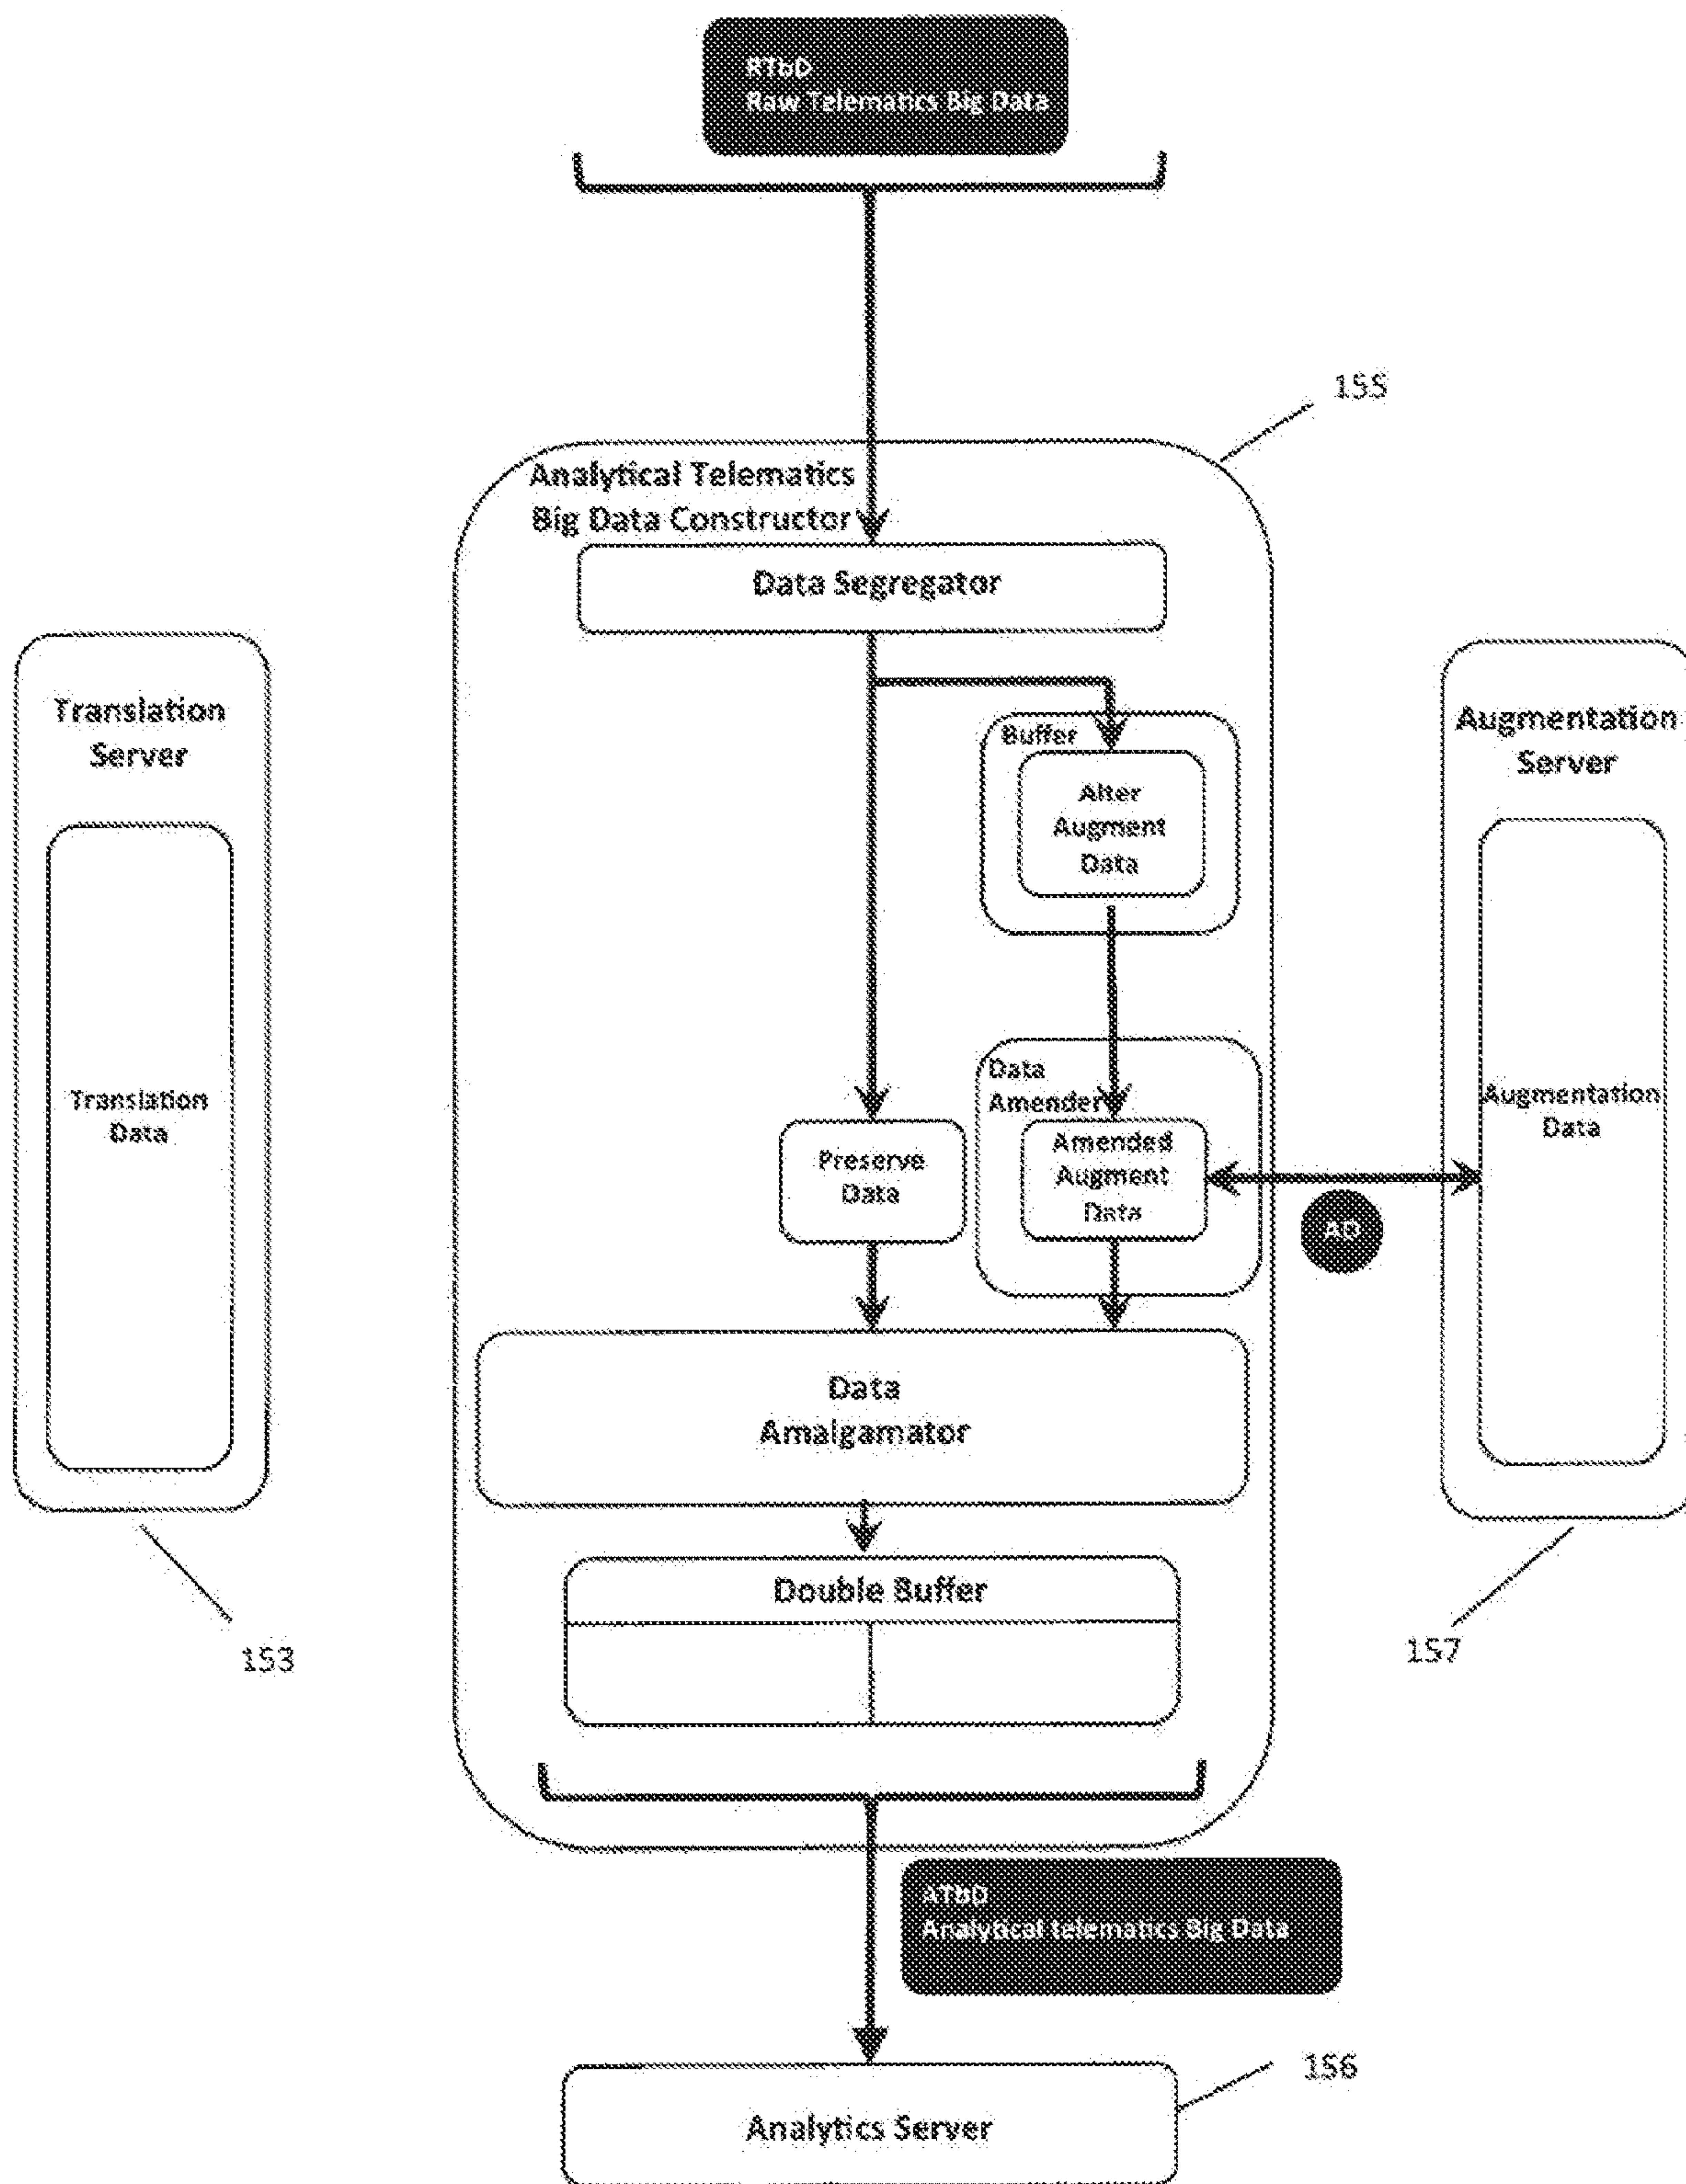 RTbD
Raw Telematics Big Data
155
Analytical Telematics
Big Data Constructor
Data Segregator
Translation
Server
Buffer
Augmentation
Server
Alter
Augment
Data
Data
Amender
Translation
Data
Augmentation
Data
Preserve
Data
Amended
Augment
Data
AD
Data
Amalgamator
Double Buffer
153
157
ATbD
Analytical telematics Big Data
156
Analytics Server